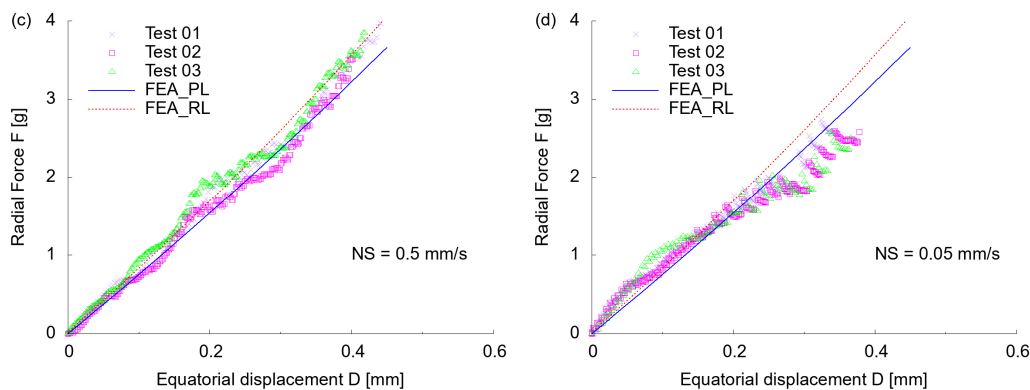 (c)
4
3
2
1
0
Radial Force F [g]
Test 01
Test 02
Test 03
FEA_PL
FEA_RL
NS = 0.5 mm/s
0 0.2 0.4 0.6
Equatorial displacement D [mm]
(d)
4
3
2
1
0
Radial Force F [g]
Test 01
Test 02
Test 03
FEA_PL
FEA_RL
NS = 0.05 mm/s
0 0.2 0.4 0.6
Equatorial displacement D [mm]